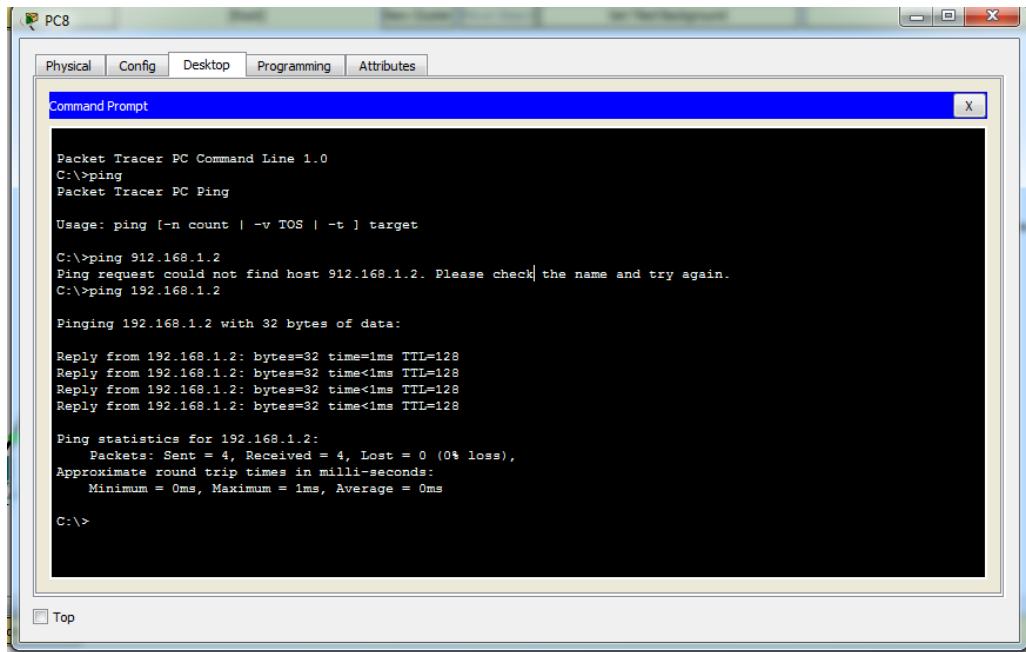 PC8
Physical Config Desktop Programming Attributes
Command Prompt
X
Packet Tracer PC Command Line 1.0
C:\>ping
Packet Tracer PC Ping
Usage: ping [-n count | -v TOS | -t ] target
C:\>ping 912.168.1.2
Ping request could not find host 912.168.1.2. Please check the name and try again.
C:\>ping 192.168.1.2
Pinging 192.168.1.2 with 32 bytes of data:
Reply from 192.168.1.2: bytes=32 time=1ms TTL=128
Reply from 192.168.1.2: bytes=32 time<1ms TTL=128
Reply from 192.168.1.2: bytes=32 time<1ms TTL=128
Reply from 192.168.1.2: bytes=32 time<1ms TTL=128
Ping statistics for 192.168.1.2:
Packets: Sent = 4, Received = 4, Lost = 0 (0% loss),
Approximate round trip times in milli-seconds:
Minimum = 0ms, Maximum = 1ms, Average = 0ms
C:\>
Top